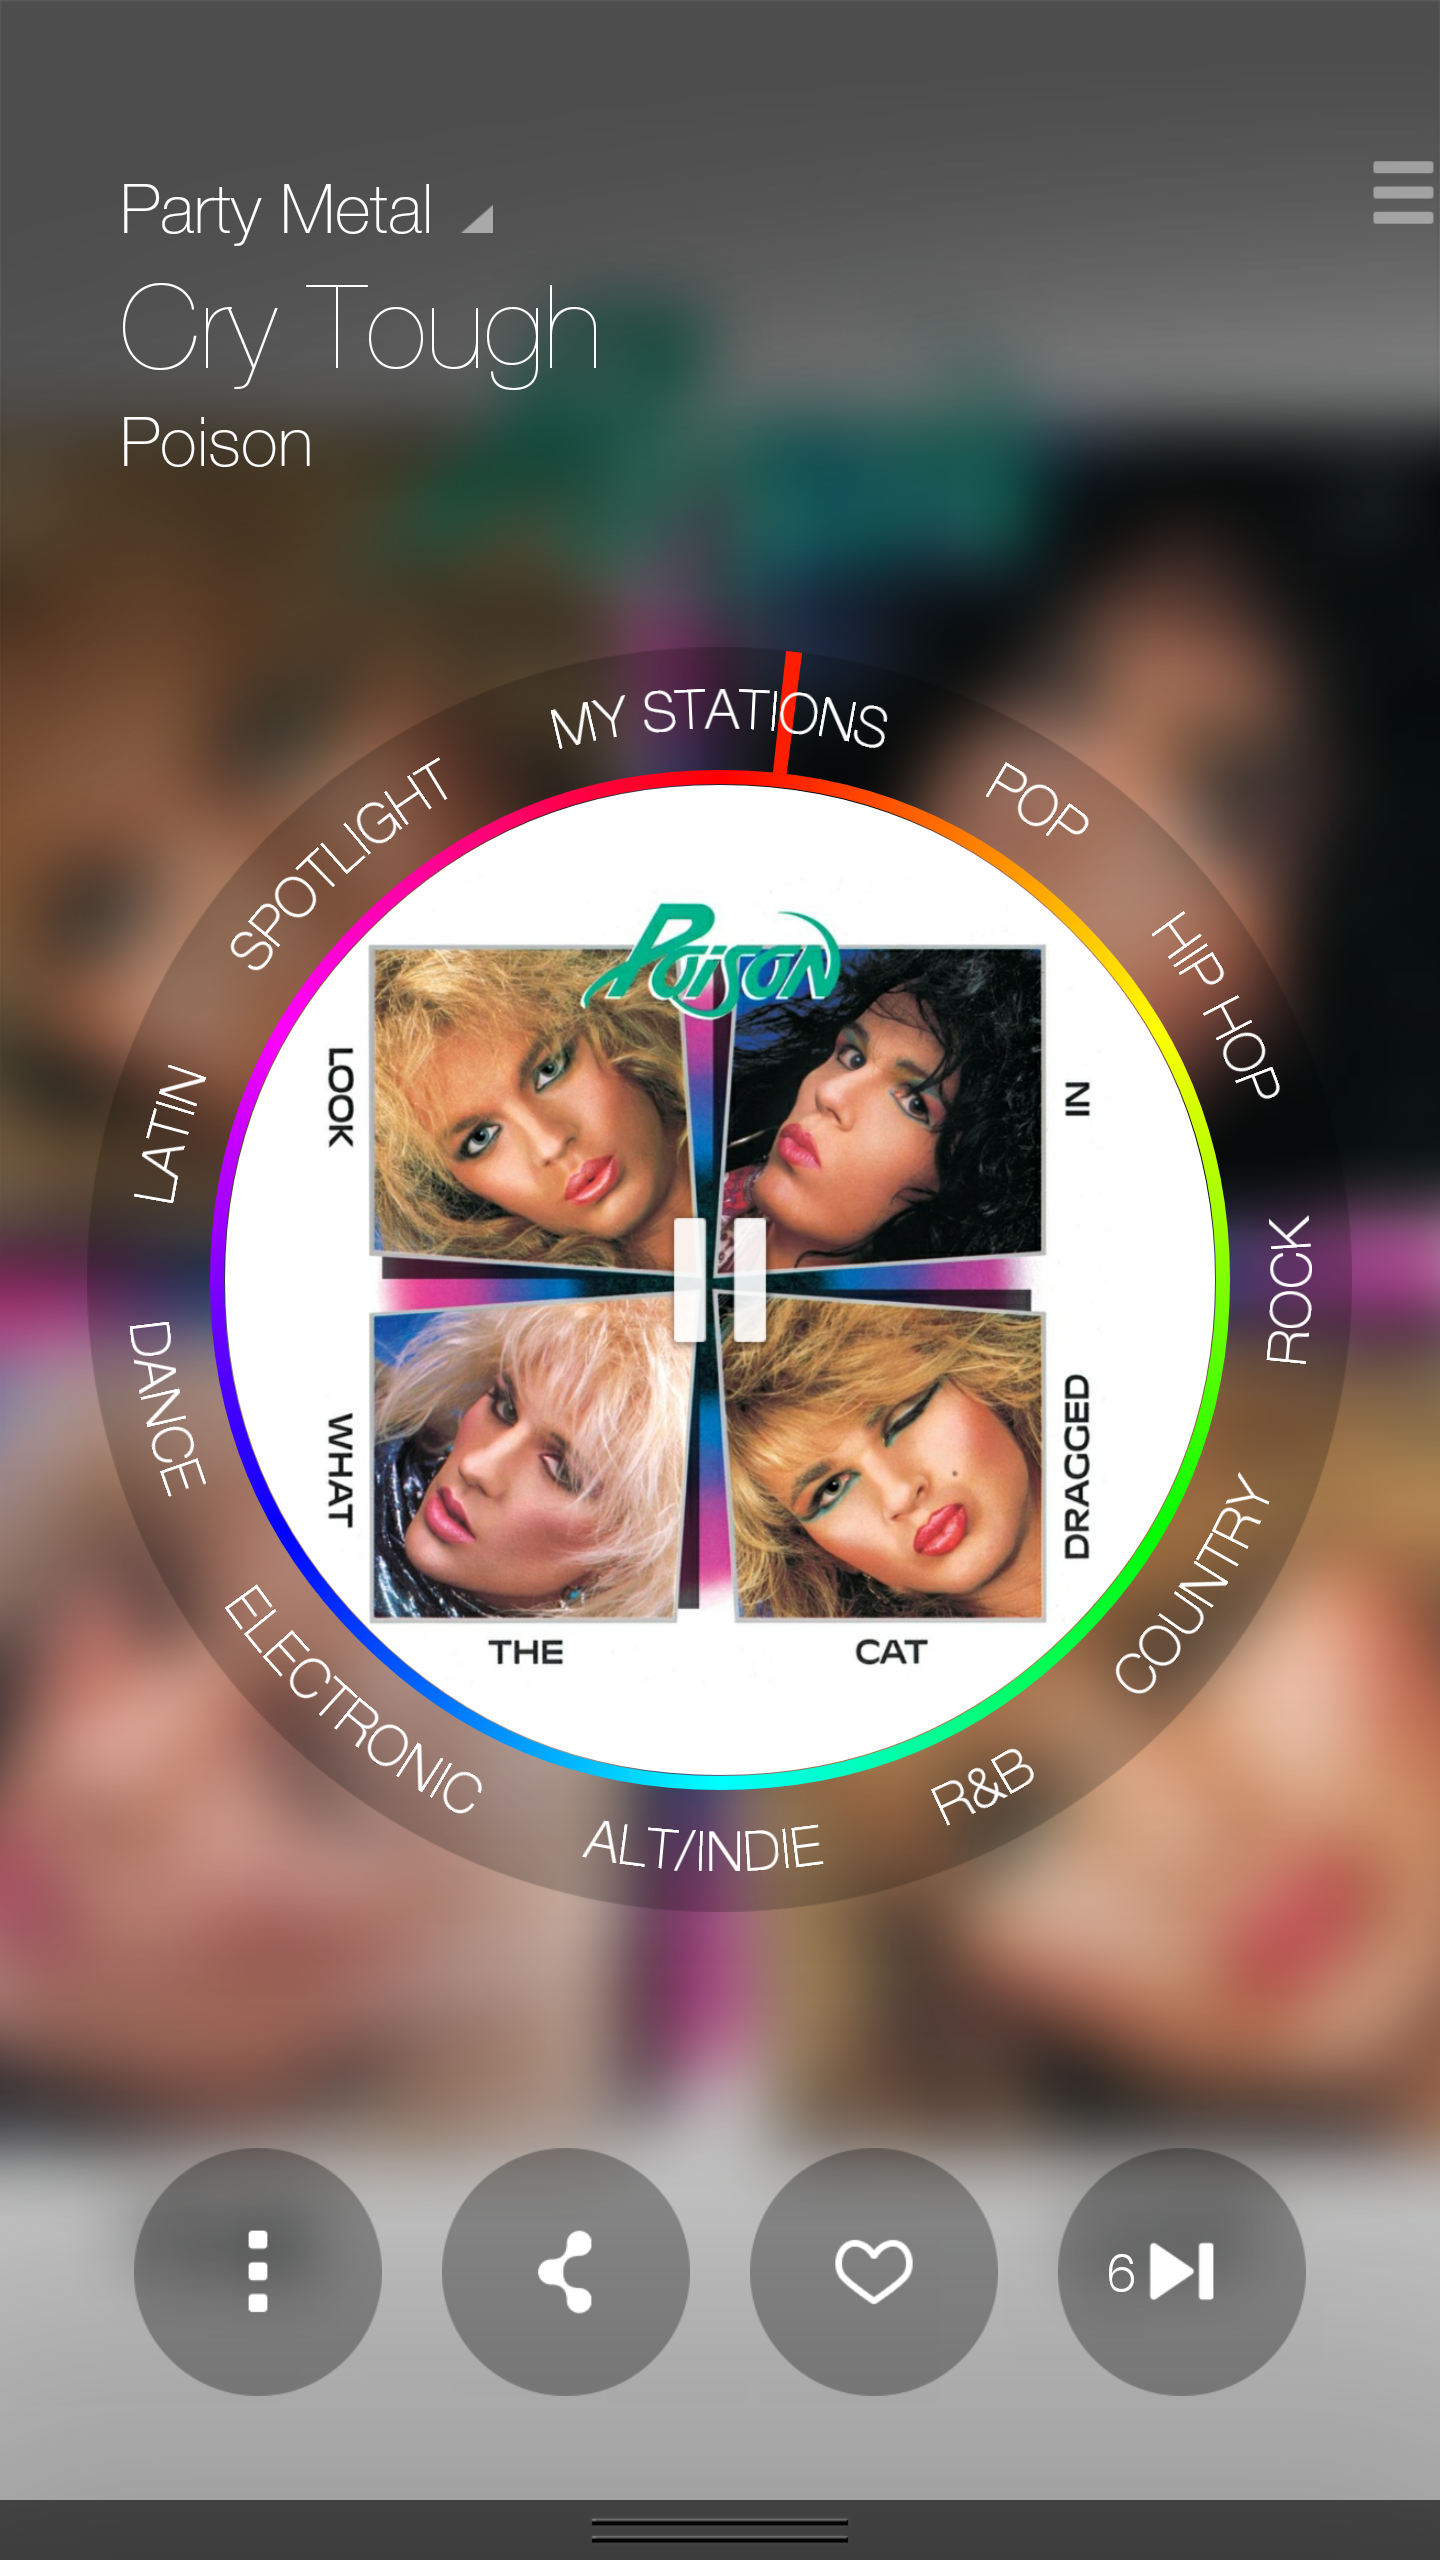 Party Metal
Cry Tough
Poison
MY STATIONS
POP
HIP HOP
ROCK
COUNTRY
R&B
ALT/INDIE
ELECTRONIC
DANCE
LATIN
SPOTLIGHT
Poison
LOOK
WHAT
THE
CAT
DRAGGED
IN
6